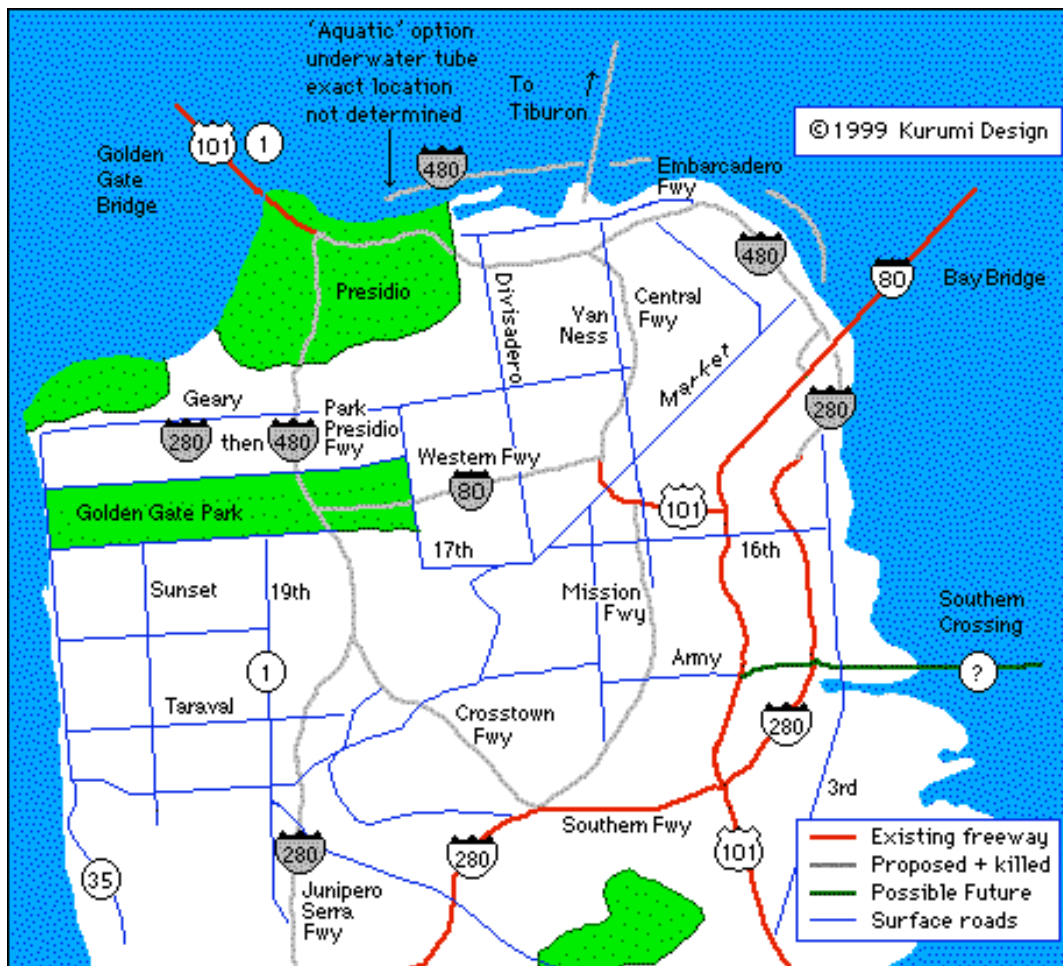 'Aquatic' option
underwater tube
exact location
not determined
To
Tiburon
© 1999 Kurumi Design
101
1
Golden
Gate
Bridge
480
Embarcadero
Fwy
480
80
Bay Bridge
Presidio
Divisadero
Van
Ness
Central
Fwy
Market
Geary
280 then 480
Park
Presidio
Fwy
280
Western Fwy
80
Golden Gate Park
101
17th
16th
Sunset
19th
Mission
Fwy
Southern
Crossing
Army
?
1
Taraval
Crosstown
Fwy
280
3rd
Southern Fwy
280
280
101
35
Junipero
Serra
Fwy
Existing freeway
Proposed + killed
Possible Future
Surface roads